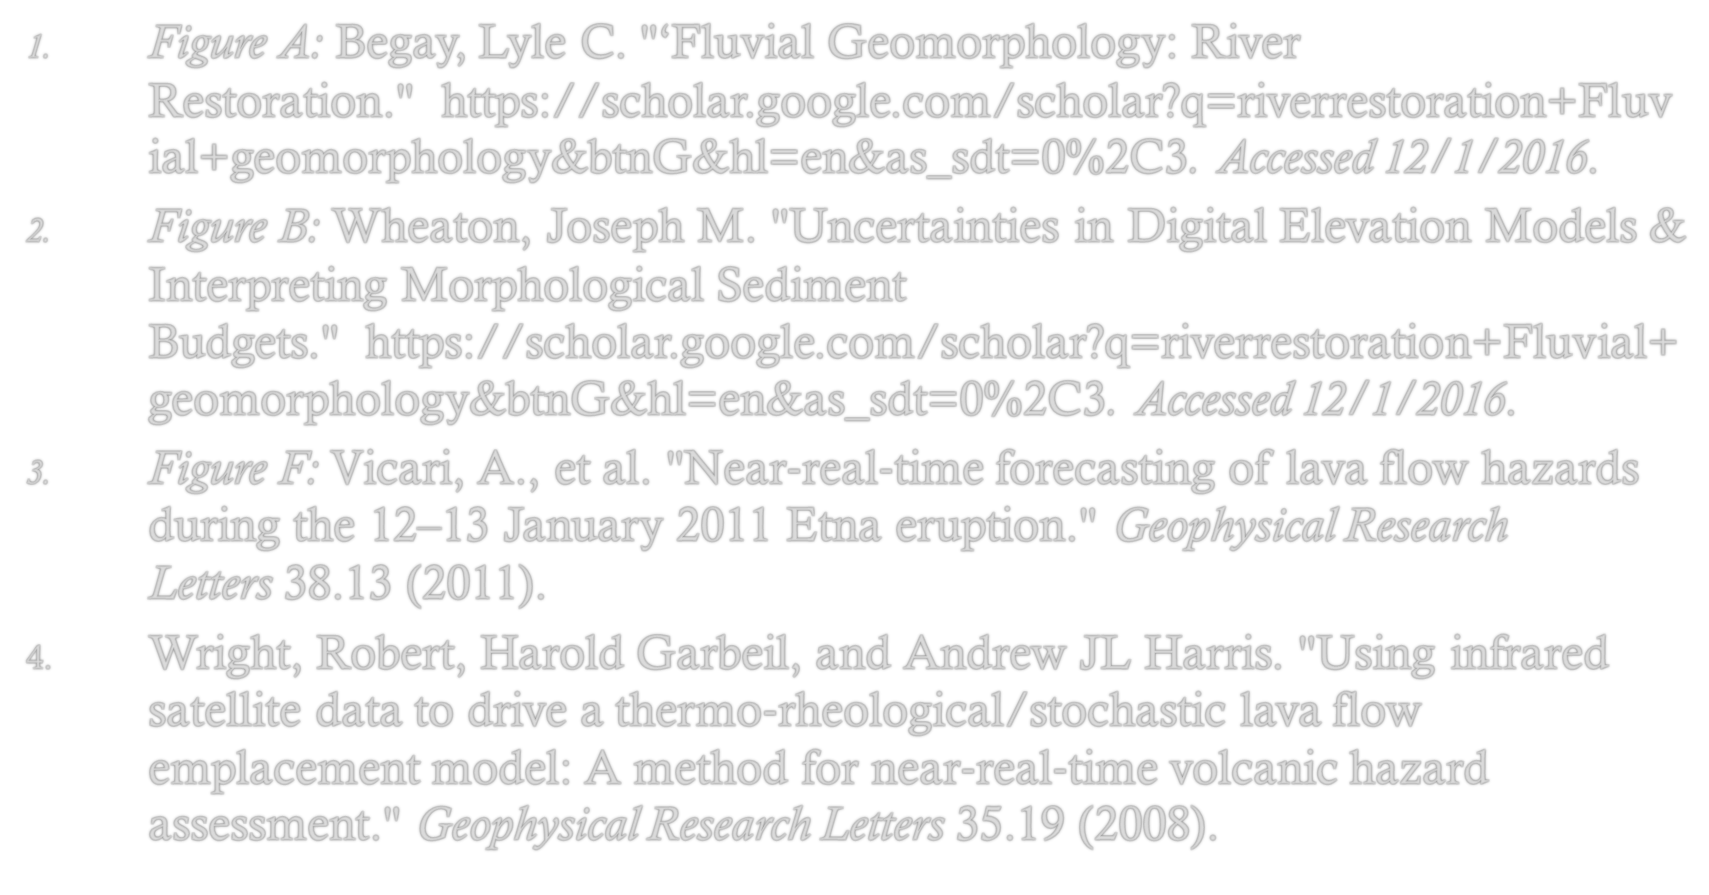 1. Figure A: Begay, Lyle C. "‘Fluvial Geomorphology: River
Restoration."  https://scholar.google.com/scholar?q=riverrestoration+Fluv
ial+geomorphology&btnG&hl=en&as_sdt=0%2C3.  Accessed 12/1/2016.
2. Figure B: Wheaton, Joseph M. "Uncertainties in Digital Elevation Models &
Interpreting Morphological Sediment
Budgets."  https://scholar.google.com/scholar?q=riverrestoration+Fluvial+
geomorphology&btnG&hl=en&as_sdt=0%2C3.  Accessed 12/1/2016.
3. Figure F: Vicari, A., et al. "Near-real-time forecasting of lava flow hazards
during the 12–13 January 2011 Etna eruption." Geophysical Research
Letters 38.13 (2011).
4. Wright, Robert, Harold Garbeil, and Andrew JL Harris. "Using infrared
satellite data to drive a thermo-rheological/stochastic lava flow
emplacement model: A method for near-real-time volcanic hazard
assessment." Geophysical Research Letters 35.19 (2008).